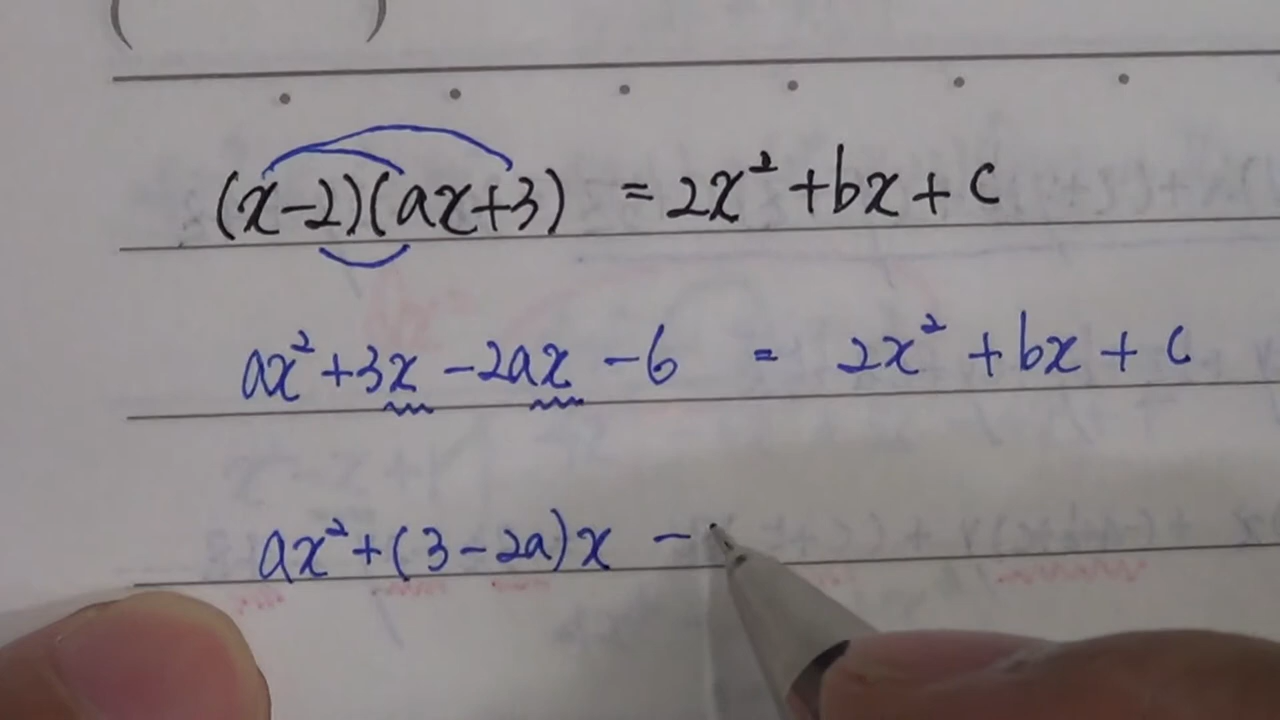 (x-2)(ax+3) = 2x² + bx + c
ax² + 3x - 2ax - 6 = 2x² + bx + c
ax² + (3 - 2a)x -